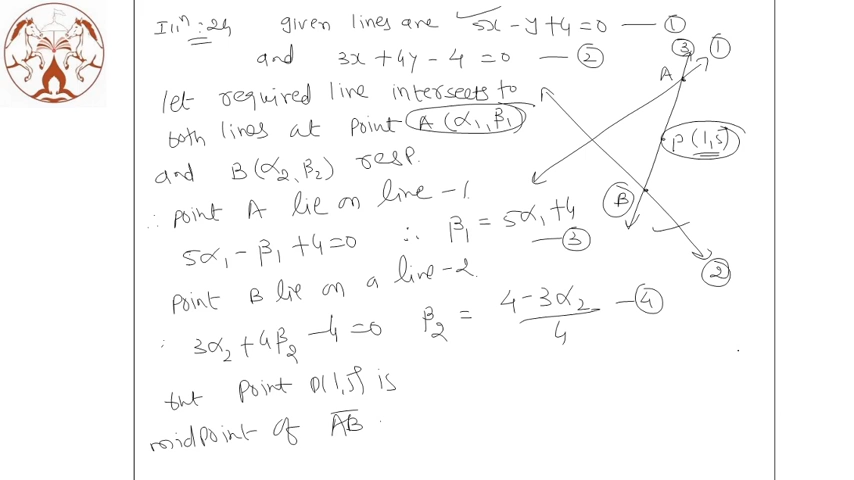 Illⁿ :24 given lines are 5x - y + 4 = 0 — ①
and 3x + 4y - 4 = 0 — ②
let required line intersets to
both lines at point A(α₁, β₁)
and B(α₂, β₂) resp.
∴ point A lie on line -1.
5α₁ - β₁ + 4 = 0 ∴ β₁ = 5α₁ + 4 — ③
point B lie on a line -2.
∴ 3α₂ + 4β₂ - 4 = 0 β₂ = (4 - 3α₂)/4 — ④
but point P(1,5) is
midpoint of AB.
③
①
A
P(1,5)
B
②